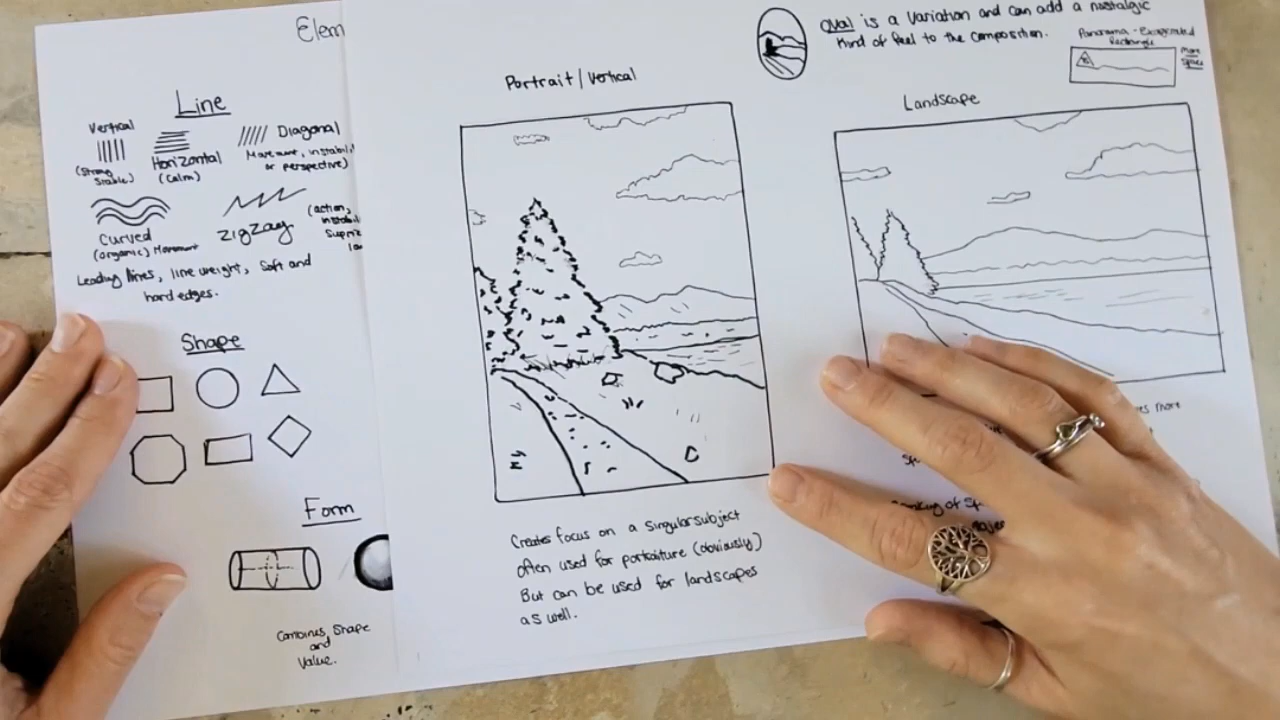 Elem
Line
Vertical
(Strong
Stable)
Horizontal
(Calm)
Diagonal
Movement, instabili
or perspective)
Curved
(organic) Movement
zigzag
(action,
instabi
Leading lines, line weight, soft and
hard edges.
Shape
Form
Combines Shape
and
Value.
Portrait/Vertical
Creates focus on a singular subject
often used for portraiture (obviously)
But can be used for landscapes
as well.
Oval is a variation and can add a nostalgic
kind of feel to the composition.
Panorama - Exaggerated
Rectangle
More
Space
Landscape